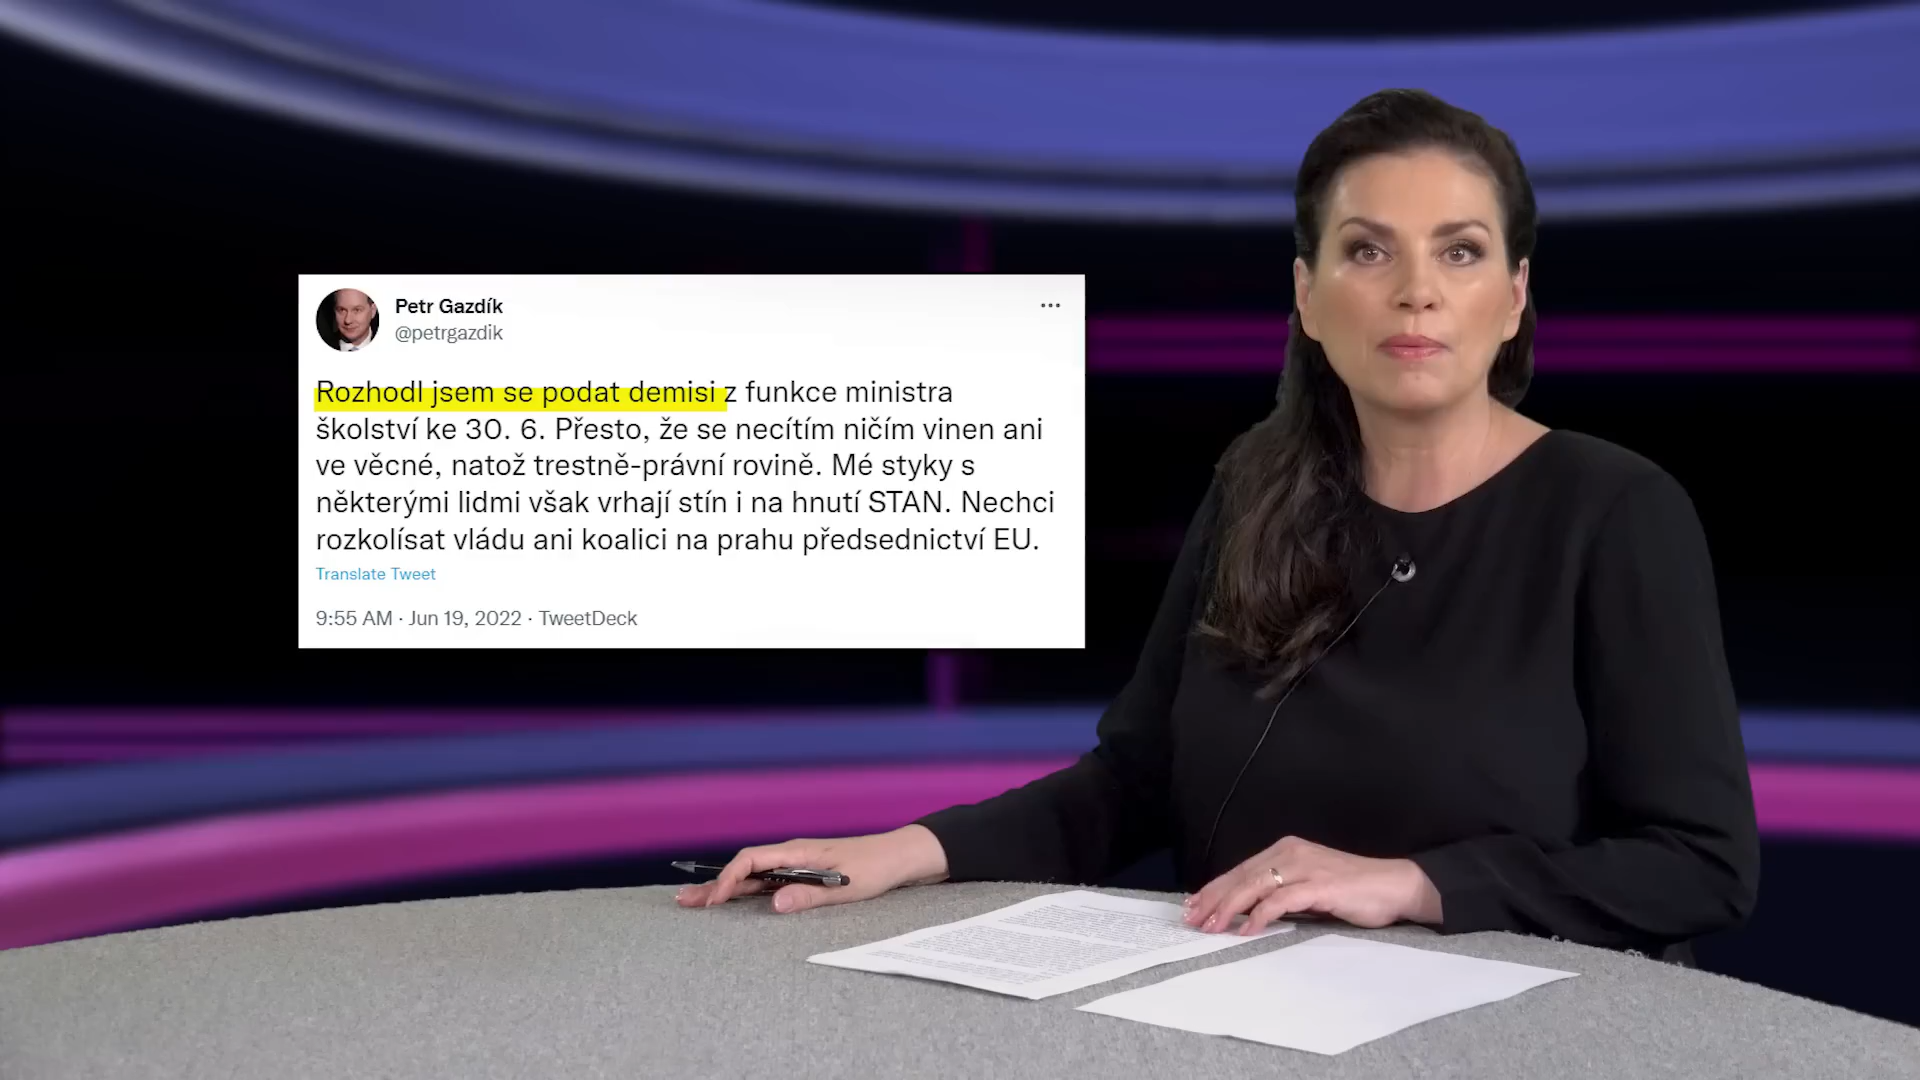 Petr Gazdík
@petrgazdik
Rozhodl jsem se podat demisi z funkce ministra
školství ke 30. 6. Přesto, že se necítím ničím vinen ani
ve věcné, natož trestně-právní rovině. Mé styky s
některými lidmi však vrhají stín i na hnutí STAN. Nechci
rozkolísat vládu ani koalici na prahu předsednictví EU.
Translate Tweet
9:55 AM · Jun 19, 2022 · TweetDeck